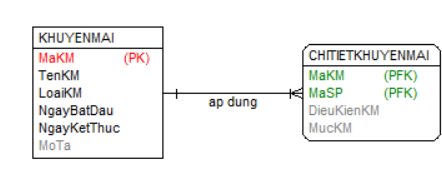 KHUYENMAI
MaKM (PK)
TenKM
LoaiKM
NgayBatDau
NgayKetThuc
MoTa
ap dung
CHITIETKHUYENMAI
MaKM (PFK)
MaSP (PFK)
DieuKienKM
MucKM